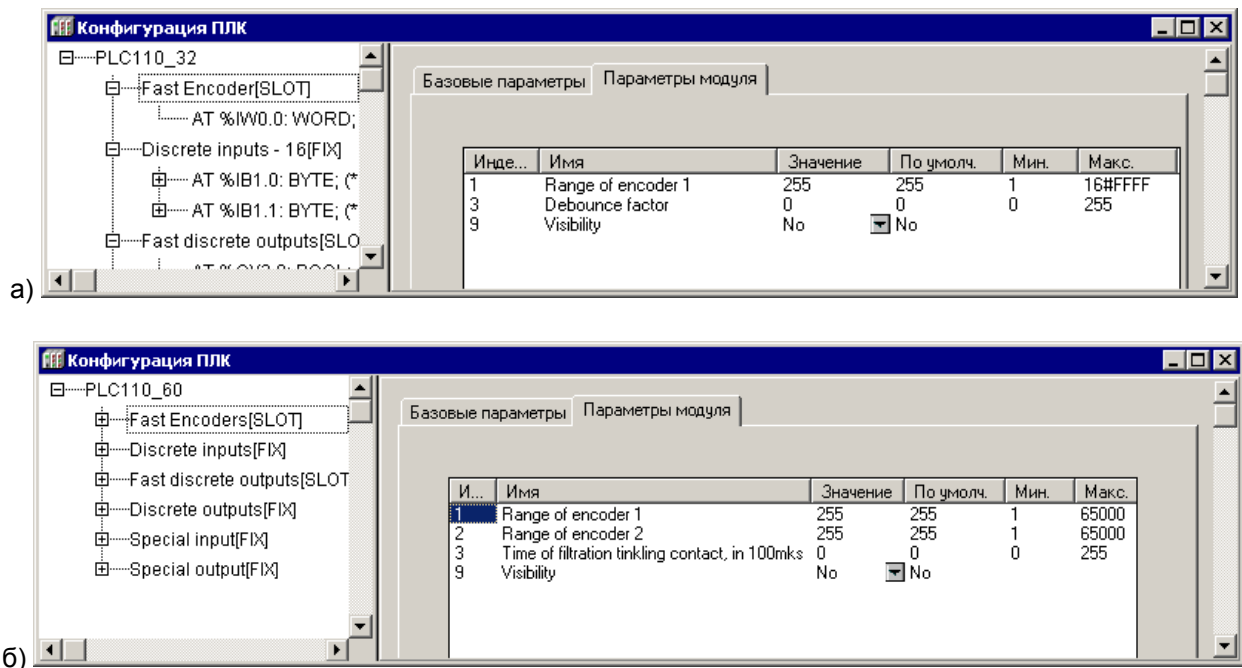 Конфигурация ПЛК
PLC110_32
Fast Encoder[SLOT]
AT %IW0.0: WORD;
Discrete inputs - 16[FIX]
AT %IB1.0: BYTE; (*
AT %IB1.1: BYTE; (*
Fast discrete outputs[SLO
Базовые параметры Параметры модуля
Инде... Имя Значение По умолч. Мин. Макс.
1 Range of encoder 1 255 255 1 16#FFFF
3 Debounce factor 0 0 0 255
9 Visibility No No
а)
Конфигурация ПЛК
PLC110_60
Fast Encoders[SLOT]
Discrete inputs[FIX]
Fast discrete outputs[SLOT
Discrete outputs[FIX]
Special input[FIX]
Special output[FIX]
Базовые параметры Параметры модуля
И... Имя Значение По умолч. Мин. Макс.
1 Range of encoder 1 255 255 1 65000
2 Range of encoder 2 255 255 1 65000
3 Time of filtration tinkling contact, in 100mks 0 0 0 255
9 Visibility No No
б)